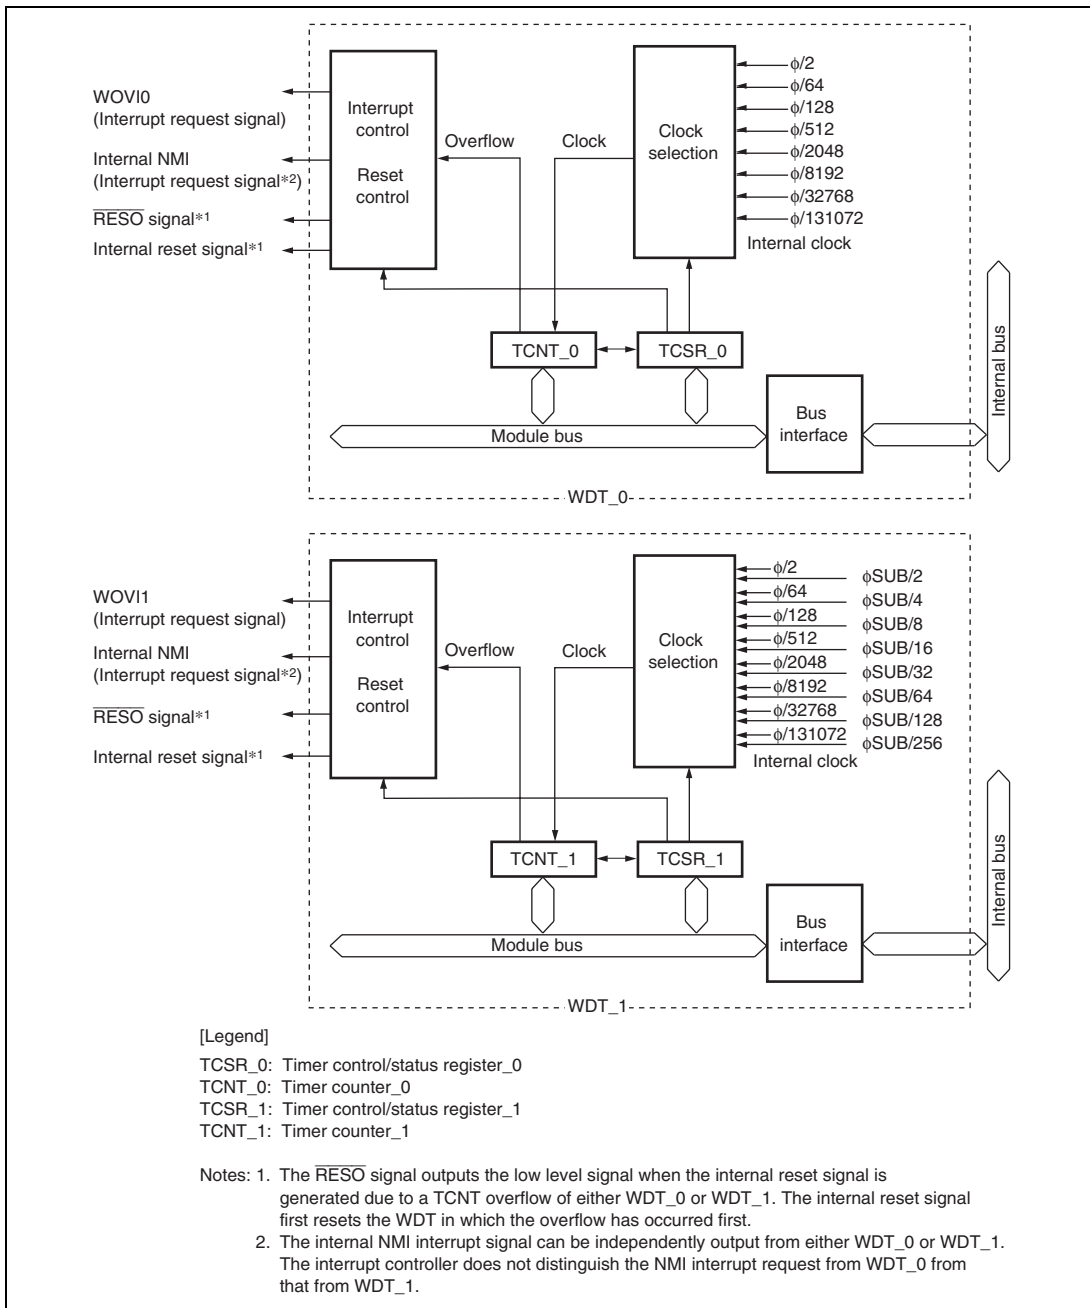 WOVI0
(Interrupt request signal)
Internal NMI
(Interrupt request signal*2)
RESO signal*1
Internal reset signal*1
Interrupt
control
Reset
control
Overflow
Clock
Clock
selection
φ/2
φ/64
φ/128
φ/512
φ/2048
φ/8192
φ/32768
φ/131072
Internal clock
TCNT_0
TCSR_0
Module bus
Bus
interface
Internal bus
WDT_0
WOVI1
(Interrupt request signal)
Internal NMI
(Interrupt request signal*2)
RESO signal*1
Internal reset signal*1
Interrupt
control
Reset
control
Overflow
Clock
Clock
selection
φ/2
φSUB/2
φ/64
φSUB/4
φ/128
φSUB/8
φ/512
φSUB/16
φ/2048
φSUB/32
φ/8192
φSUB/64
φ/32768
φSUB/128
φ/131072
φSUB/256
Internal clock
TCNT_1
TCSR_1
Module bus
Bus
interface
Internal bus
WDT_1
[Legend]
TCSR_0: Timer control/status register_0
TCNT_0: Timer counter_0
TCSR_1: Timer control/status register_1
TCNT_1: Timer counter_1
Notes: 1. The RESO signal outputs the low level signal when the internal reset signal is
generated due to a TCNT overflow of either WDT_0 or WDT_1. The internal reset signal
first resets the WDT in which the overflow has occurred first.
2. The internal NMI interrupt signal can be independently output from either WDT_0 or WDT_1.
The interrupt controller does not distinguish the NMI interrupt request from WDT_0 from
that from WDT_1.